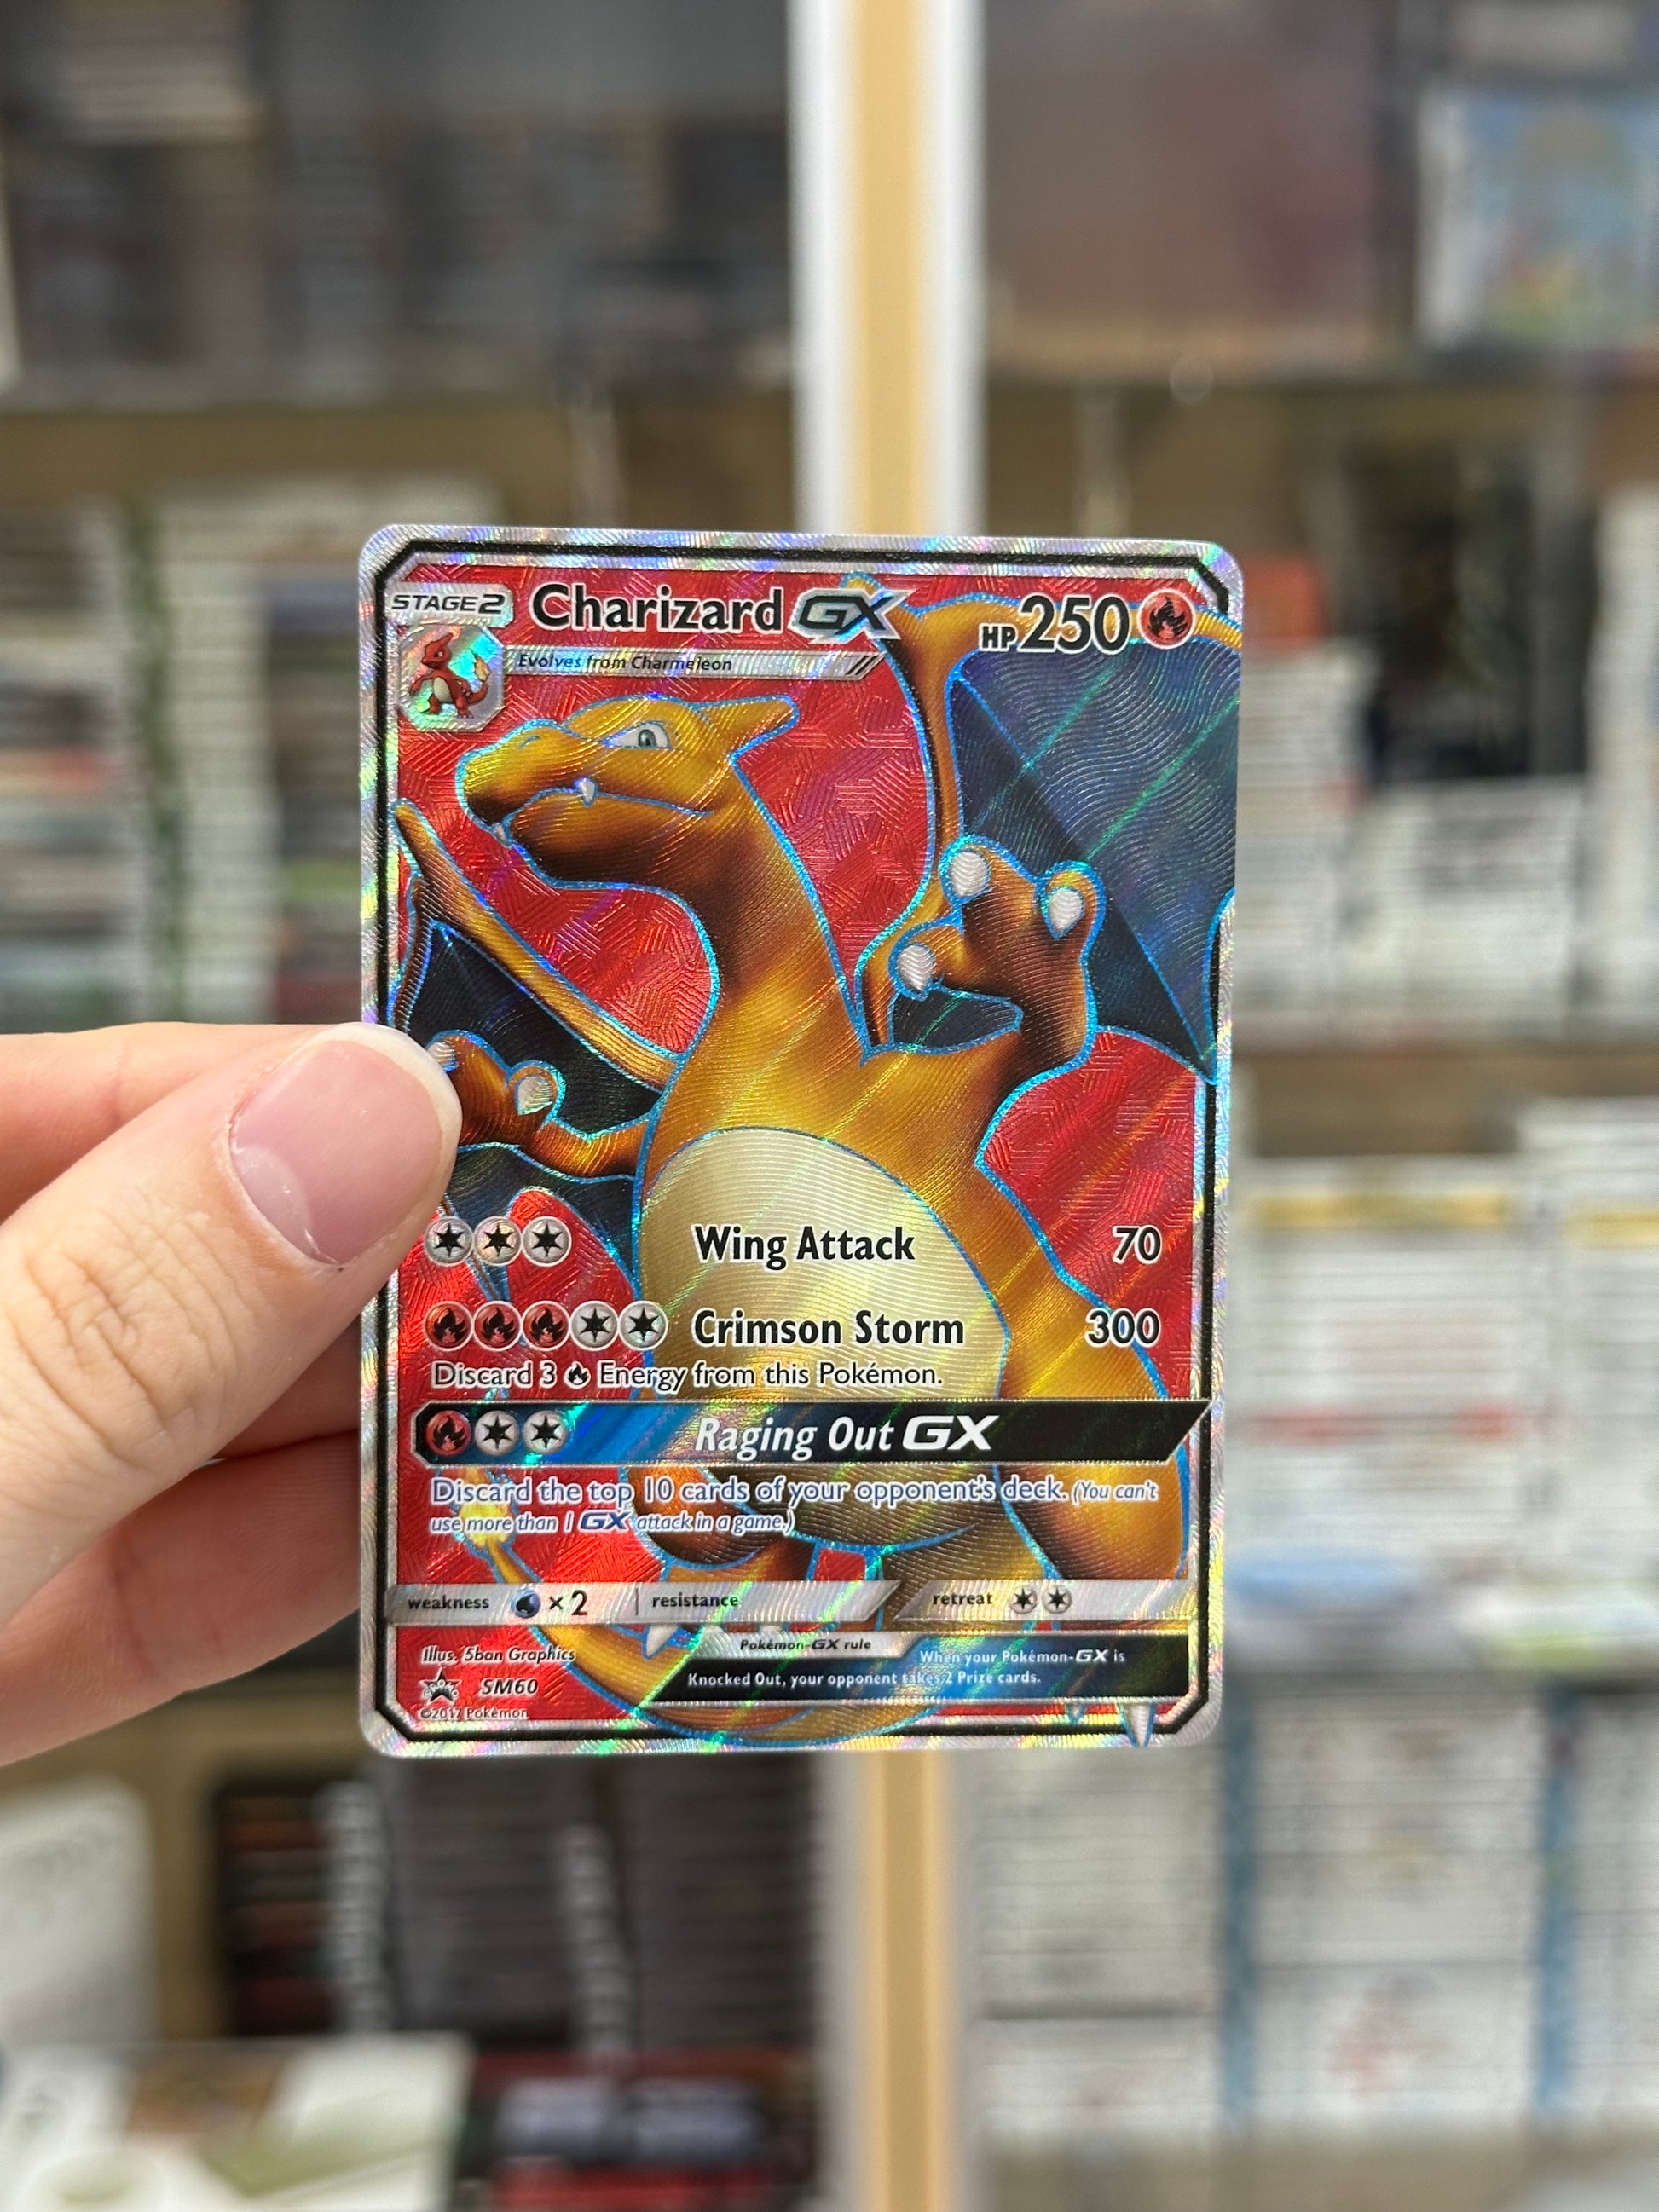 STAGE2 Charizard GX HP 250
Evolves from Charmeleon
Wing Attack 70
Crimson Storm 300
Discard 3 Energy from this Pokémon.
Raging Out GX
Discard the top 10 cards of your opponent's deck. (You can't
use more than 1 GX attack in a game.)
weakness ×2 resistance retreat
Illus. 5ban Graphics
SM60
©2017 Pokémon
Pokémon-GX rule
When your Pokémon-GX is
Knocked Out, your opponent takes 2 Prize cards.